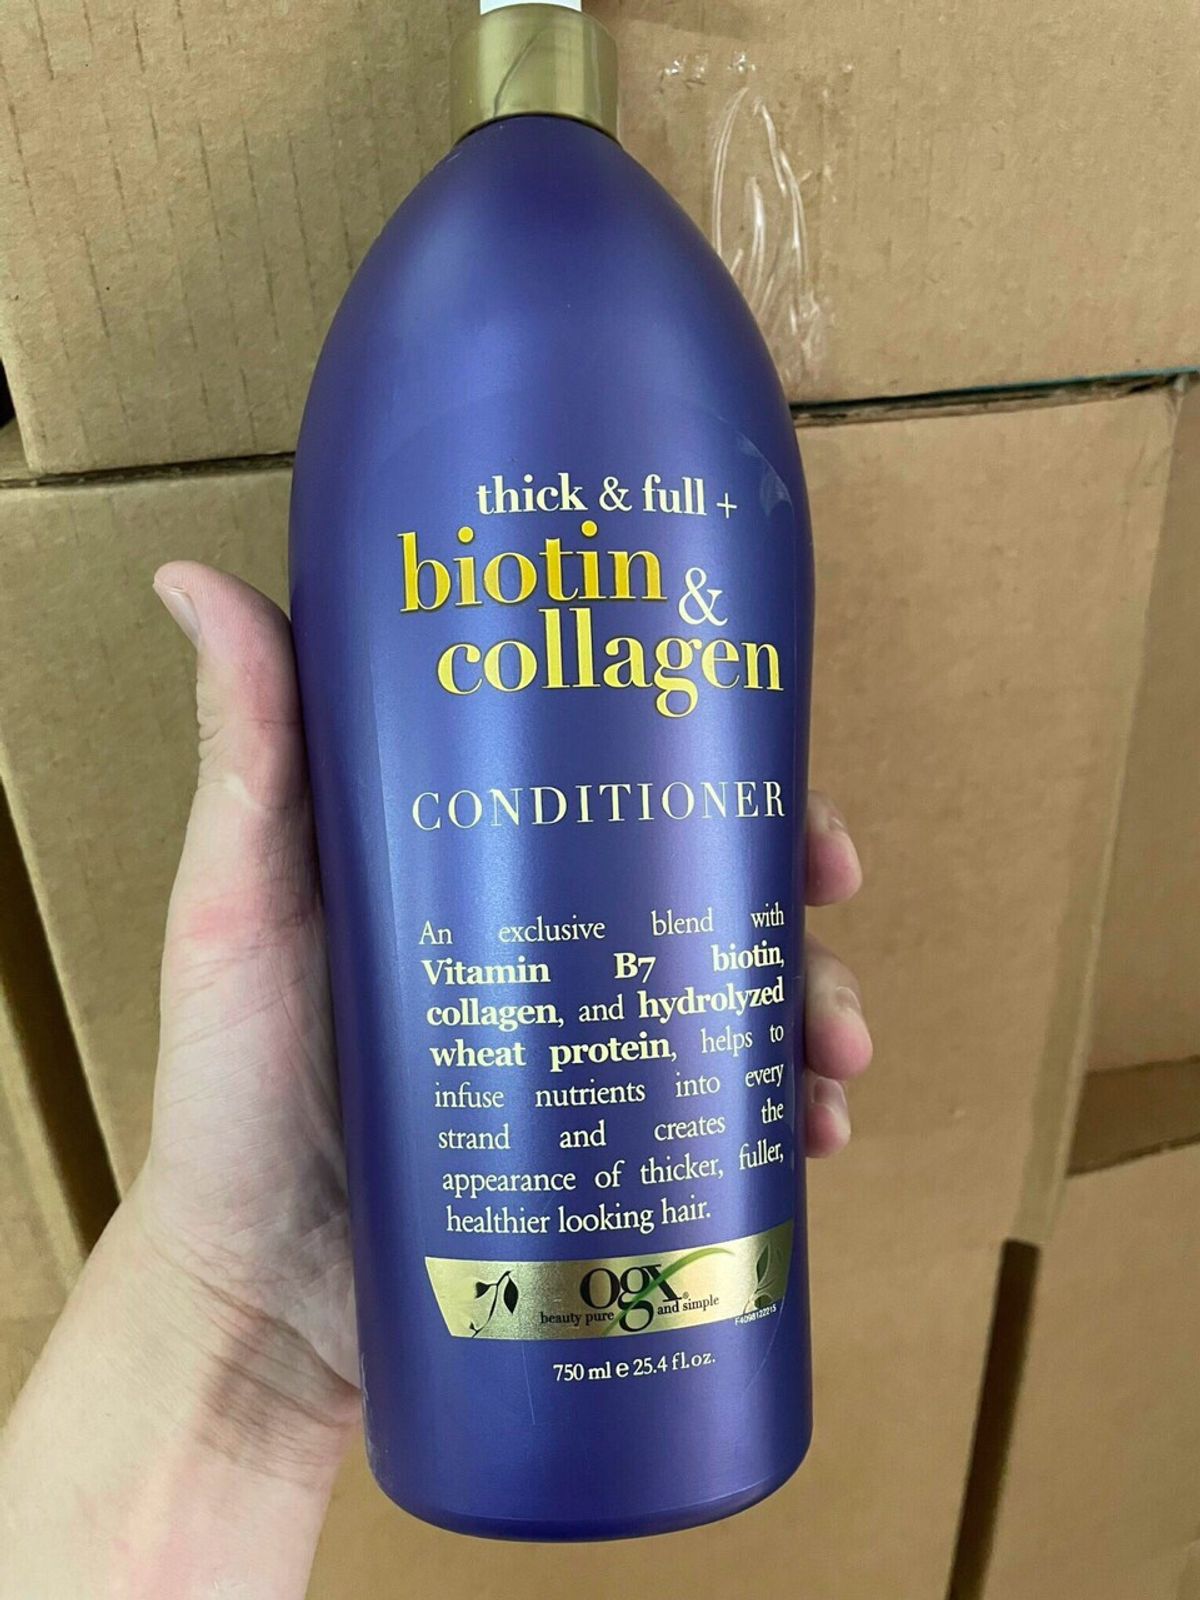 thick & full +
biotin &
collagen
CONDITIONER
An exclusive blend with
Vitamin B7 biotin,
collagen, and hydrolyzed
wheat protein, helps to
infuse nutrients into every
strand and creates the
appearance of thicker, fuller,
healthier looking hair.
ogx®
beauty pure and simple
750 ml e 25.4 fl.oz.